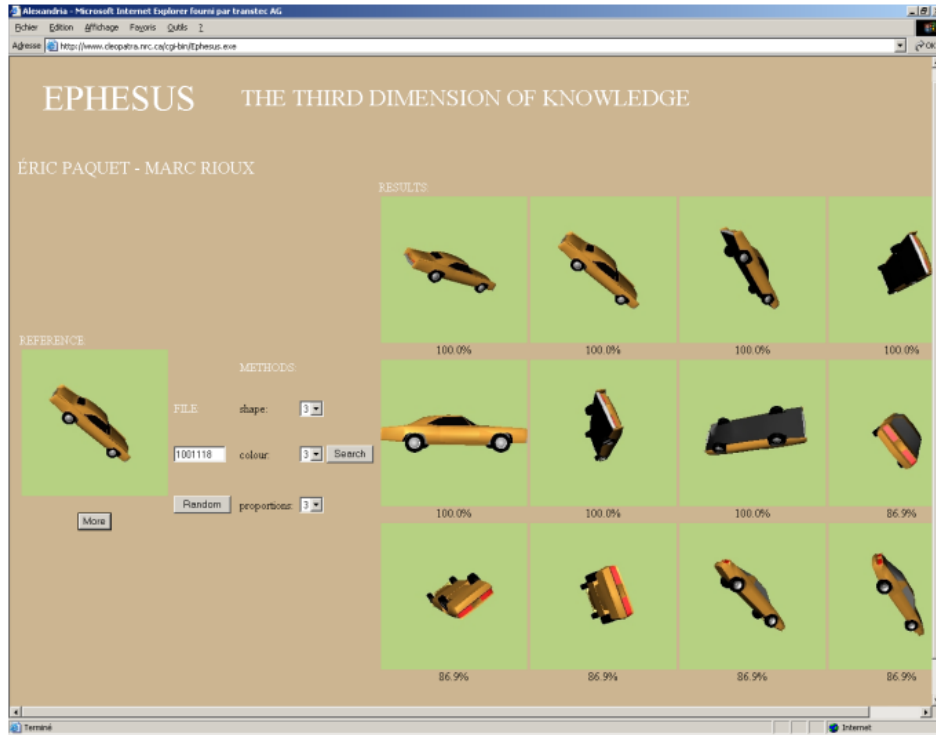 Alexandria - Microsoft Internet Explorer fourni par transtec AG
Fichier Edition Affichage Favoris Outils ?
Adresse http://www.cleopatra.nrc.ca/cgi-bin/Ephesus.exe OK
EPHESUS THE THIRD DIMENSION OF KNOWLEDGE
ÉRIC PAQUET - MARC RIOUX
RESULTS
100.0% 100.0% 100.0% 100.0%
REFERENCE
METHODS
FILE shape: 3
1001118 colour: 3 Search
Random proportions: 3
More
100.0% 100.0% 100.0% 86.9%
86.9% 86.9% 86.9% 86.9%
Terminé Internet